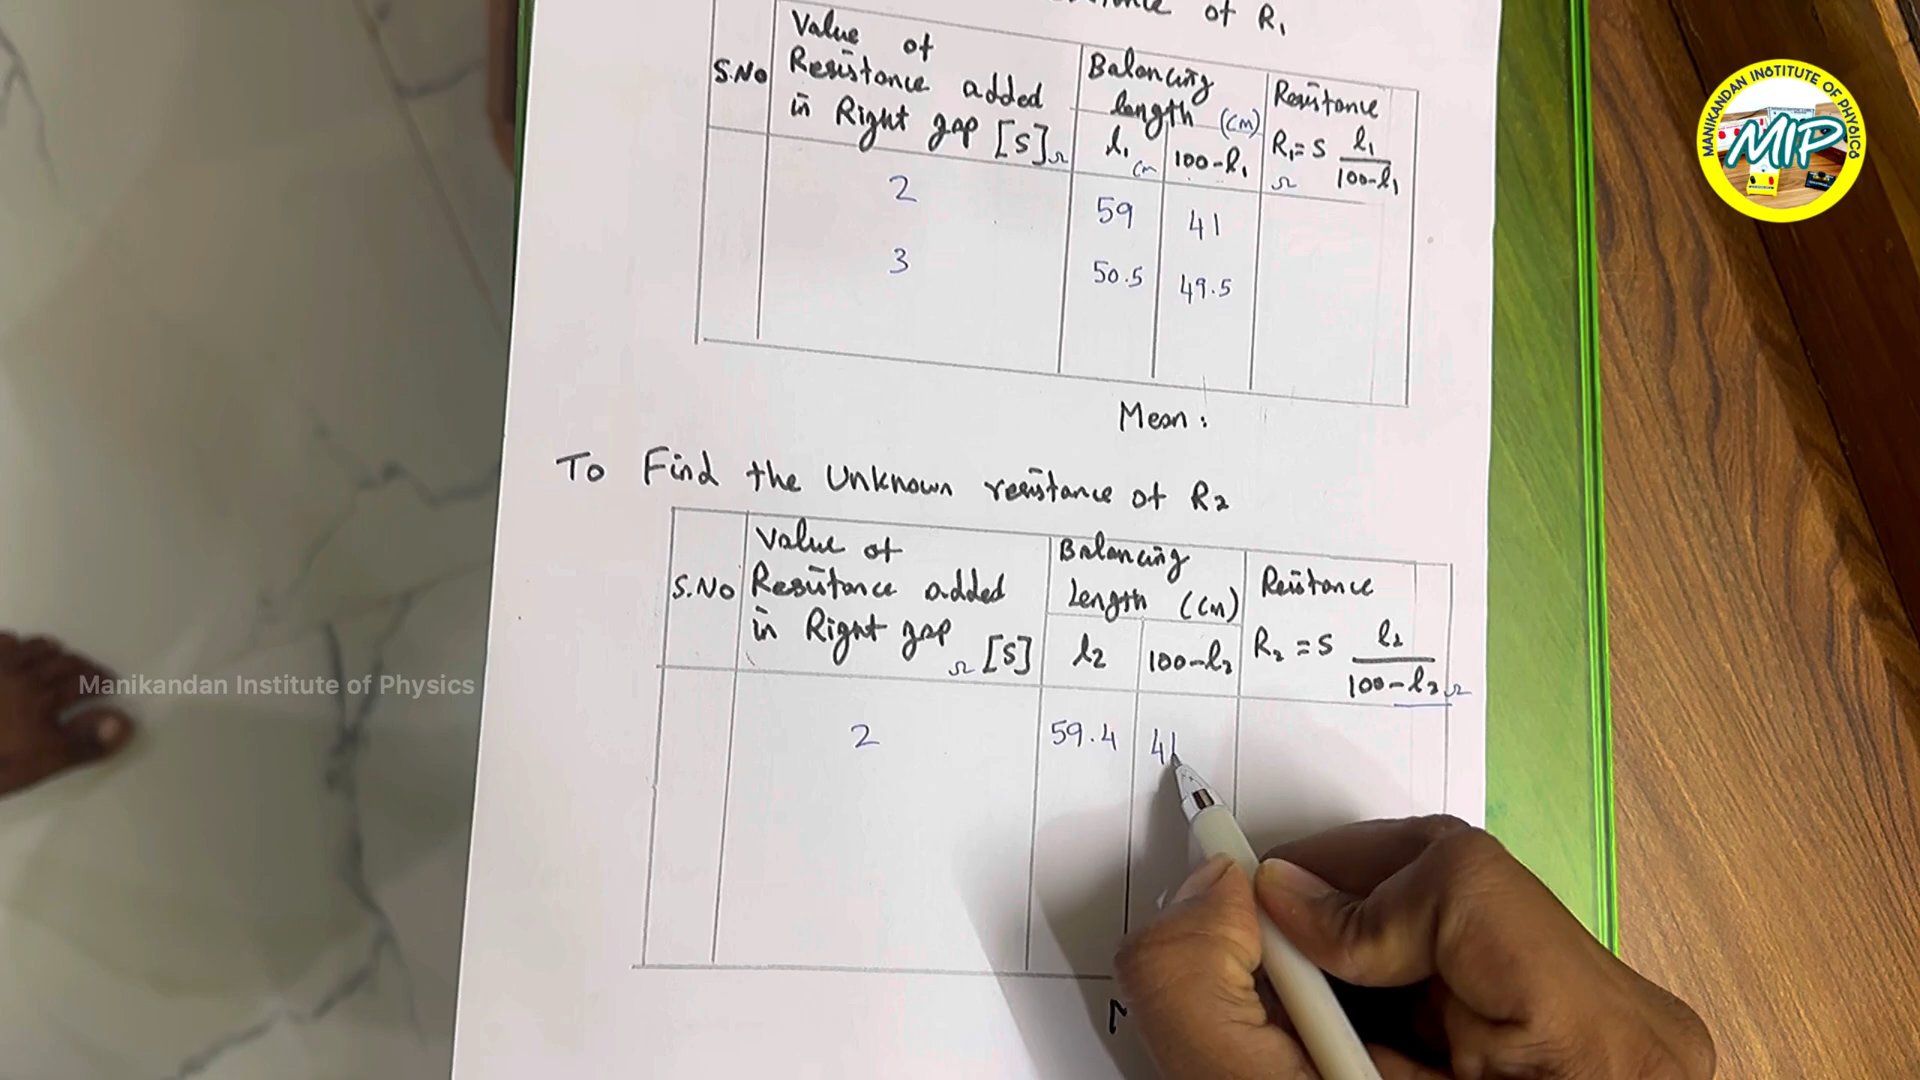 of R₁
S.No
Value of
Resistance added
in Right gap [S]Ω
Balancing
length (cm)
l₁ cm
100-l₁
Resistance
R₁= S l₁/100-l₁
Ω
2 59 41
3 50.5 49.5
Mean :
To Find the Unknown resistance of R₂
S.No
Value of
Resistance added
in Right gap
Ω [S]
Balancing
Length (cm)
l₂
100-l₂
Resistance
R₂ = S l₂/100-l₂ Ω
2 59.4 41
MANIKANDAN INSTITUTE OF PHYSICS
MIP
Manikandan Institute of Physics